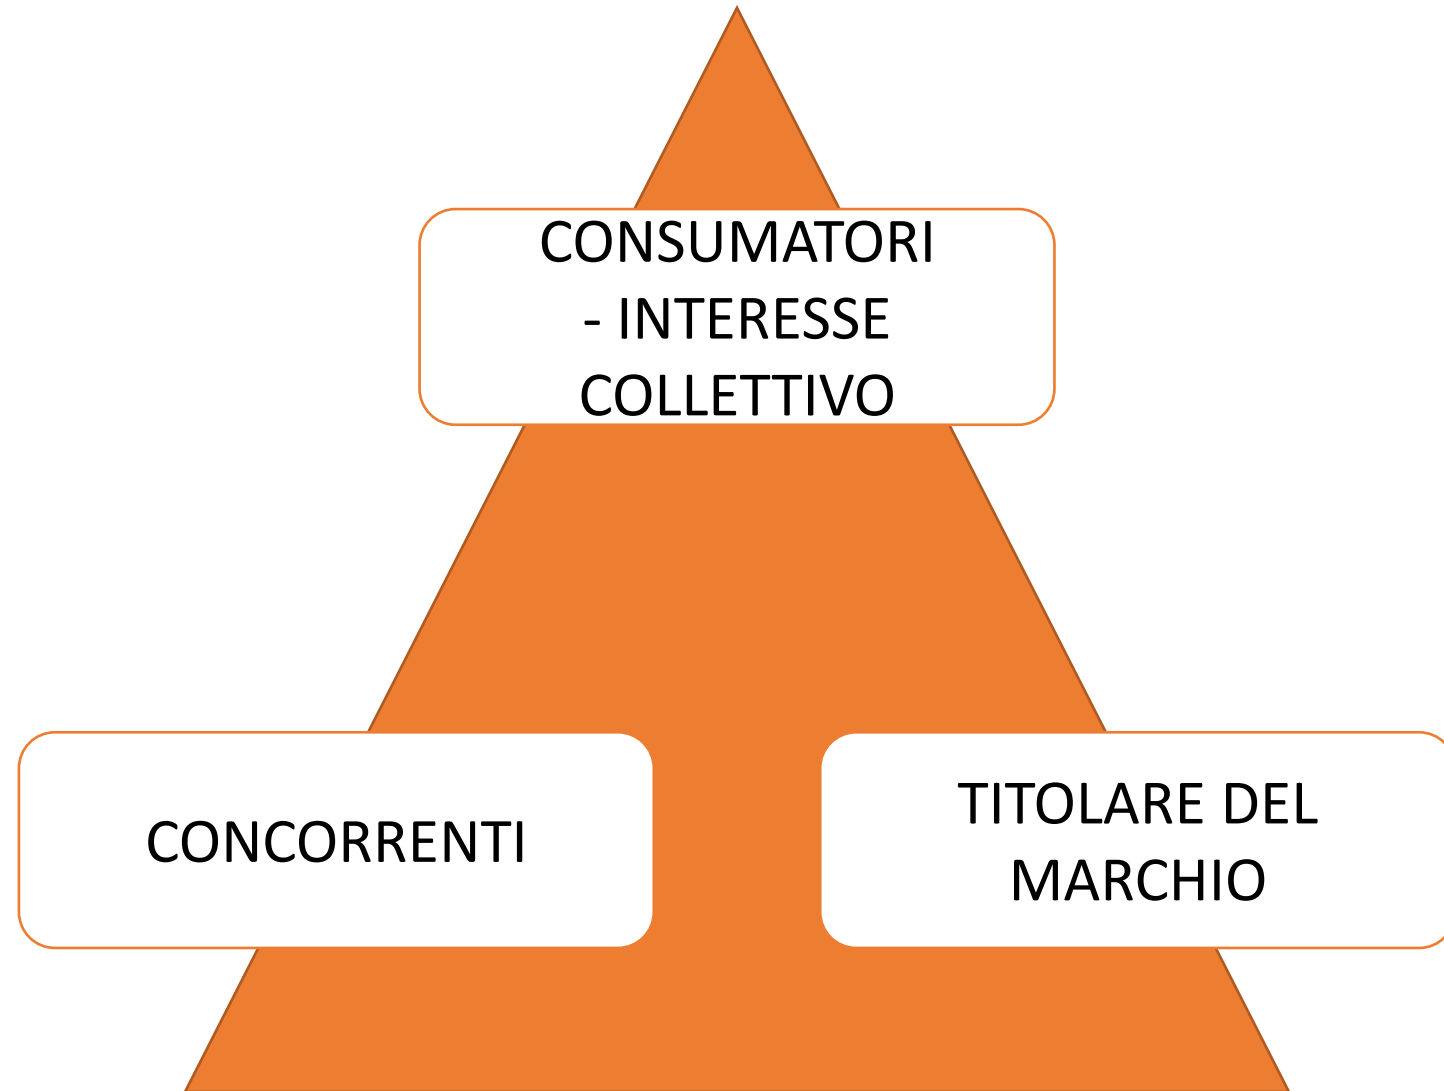 CONSUMATORI
- INTERESSE
COLLETTIVO
CONCORRENTI
TITOLARE DEL
MARCHIO